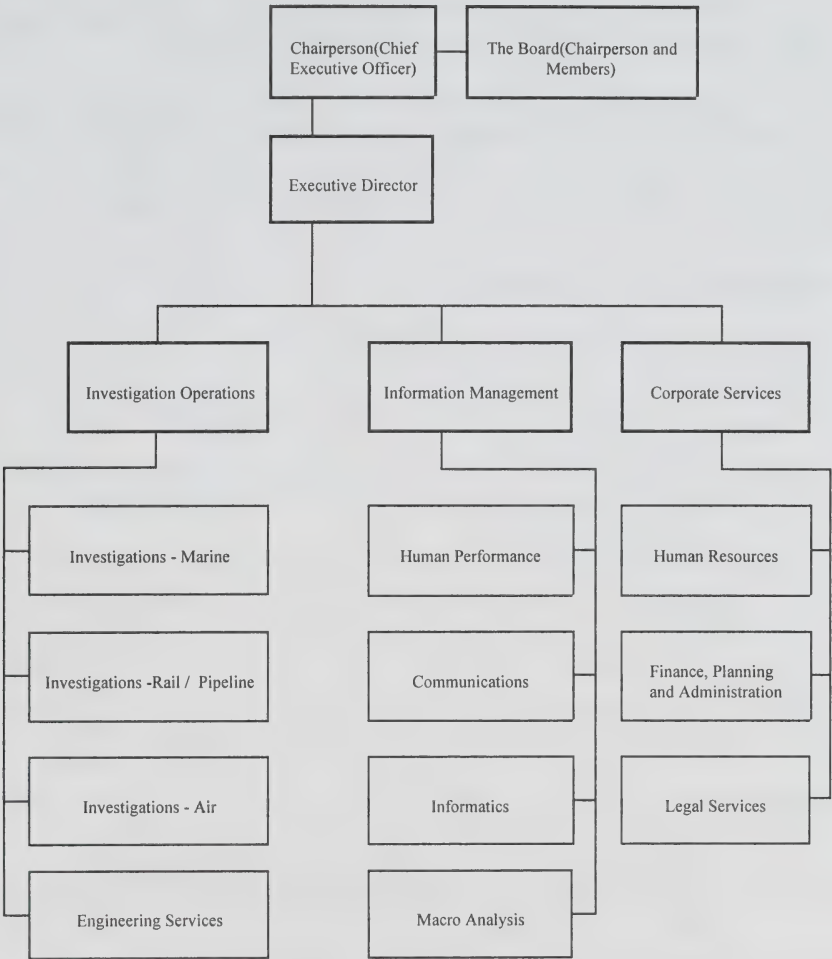 Chairperson(Chief
Executive Officer)
The Board(Chairperson and
Members)
Executive Director
Investigation Operations
Information Management
Corporate Services
Investigations - Marine
Human Performance
Human Resources
Investigations -Rail / Pipeline
Communications
Finance, Planning
and Administration
Investigations - Air
Informatics
Legal Services
Engineering Services
Macro Analysis